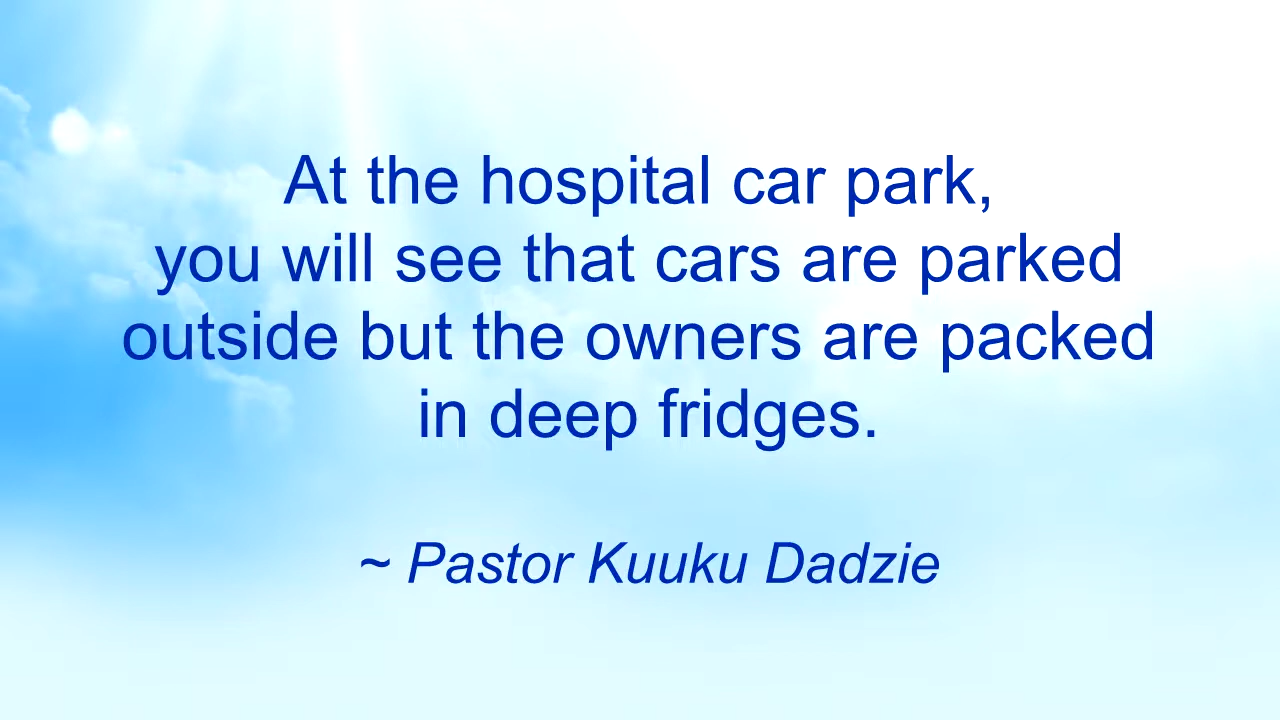 At the hospital car park,
you will see that cars are parked
outside but the owners are packed
in deep fridges.
~ Pastor Kuuku Dadzie